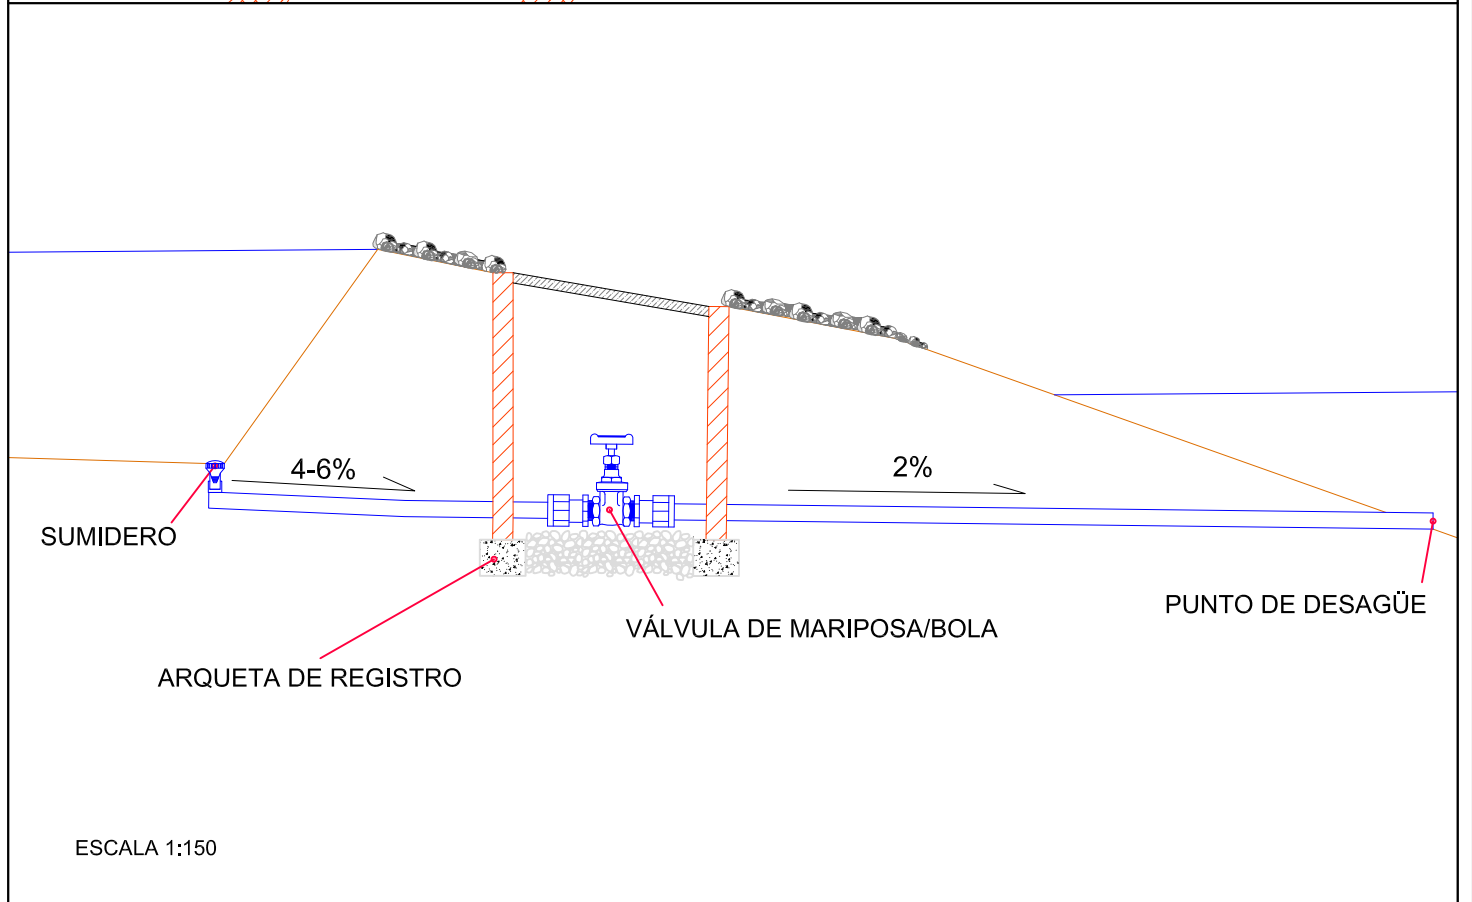 4-6%
2%
SUMIDERO
PUNTO DE DESAGÜE
VÁLVULA DE MARIPOSA/BOLA
ARQUETA DE REGISTRO
ESCALA 1:150